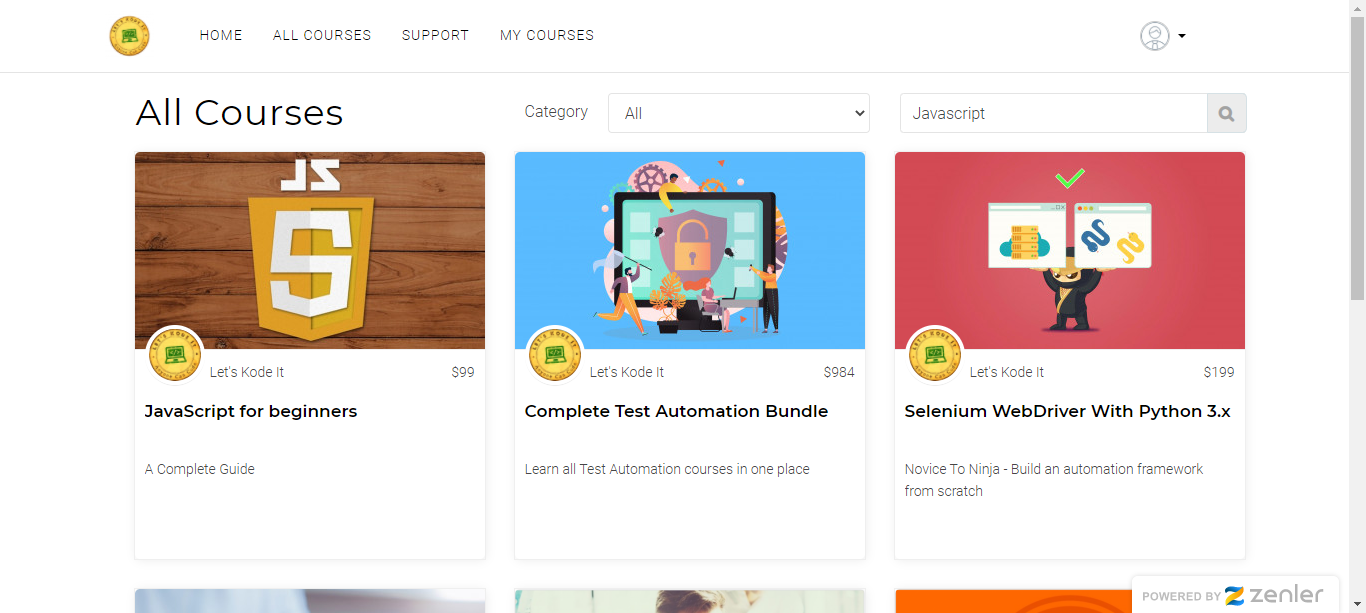 HOME ALL COURSES SUPPORT MY COURSES
All Courses
Category
All
Javascript
JS
5
Let's Kode It
$99
JavaScript for beginners
A Complete Guide
Let's Kode It
$984
Complete Test Automation Bundle
Learn all Test Automation courses in one place
Let's Kode It
$199
Selenium WebDriver With Python 3.x
Novice To Ninja - Build an automation framework
from scratch
POWERED BY zenler